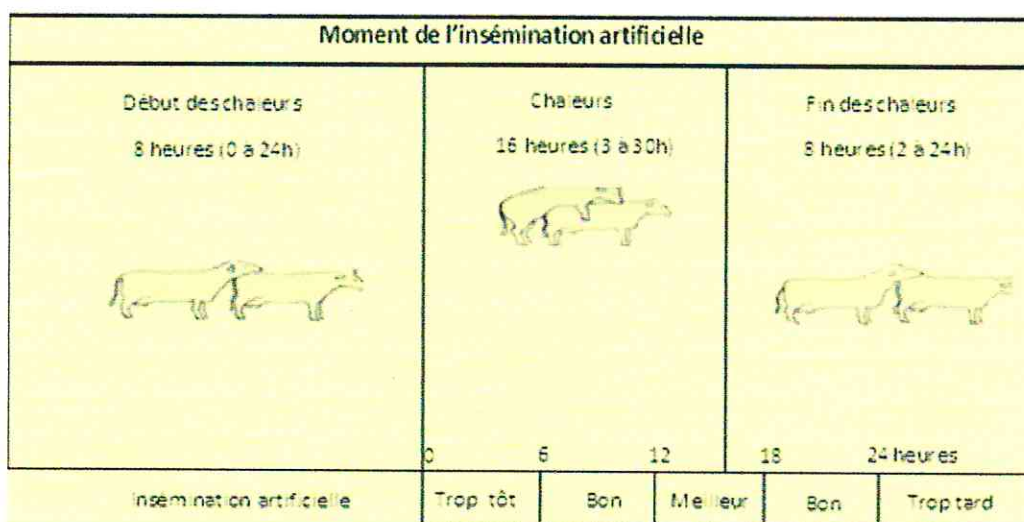 Moment de l'insémination artificielle
Début des chaleurs Chaleurs Fin des chaleurs
8 heures (0 à 24h) 16 heures (3 à 30h) 8 heures (2 à 24h)
0 6 12 18 24 heures
Insémination artificielle Trop tôt Bon Meilleur Bon Trop tard